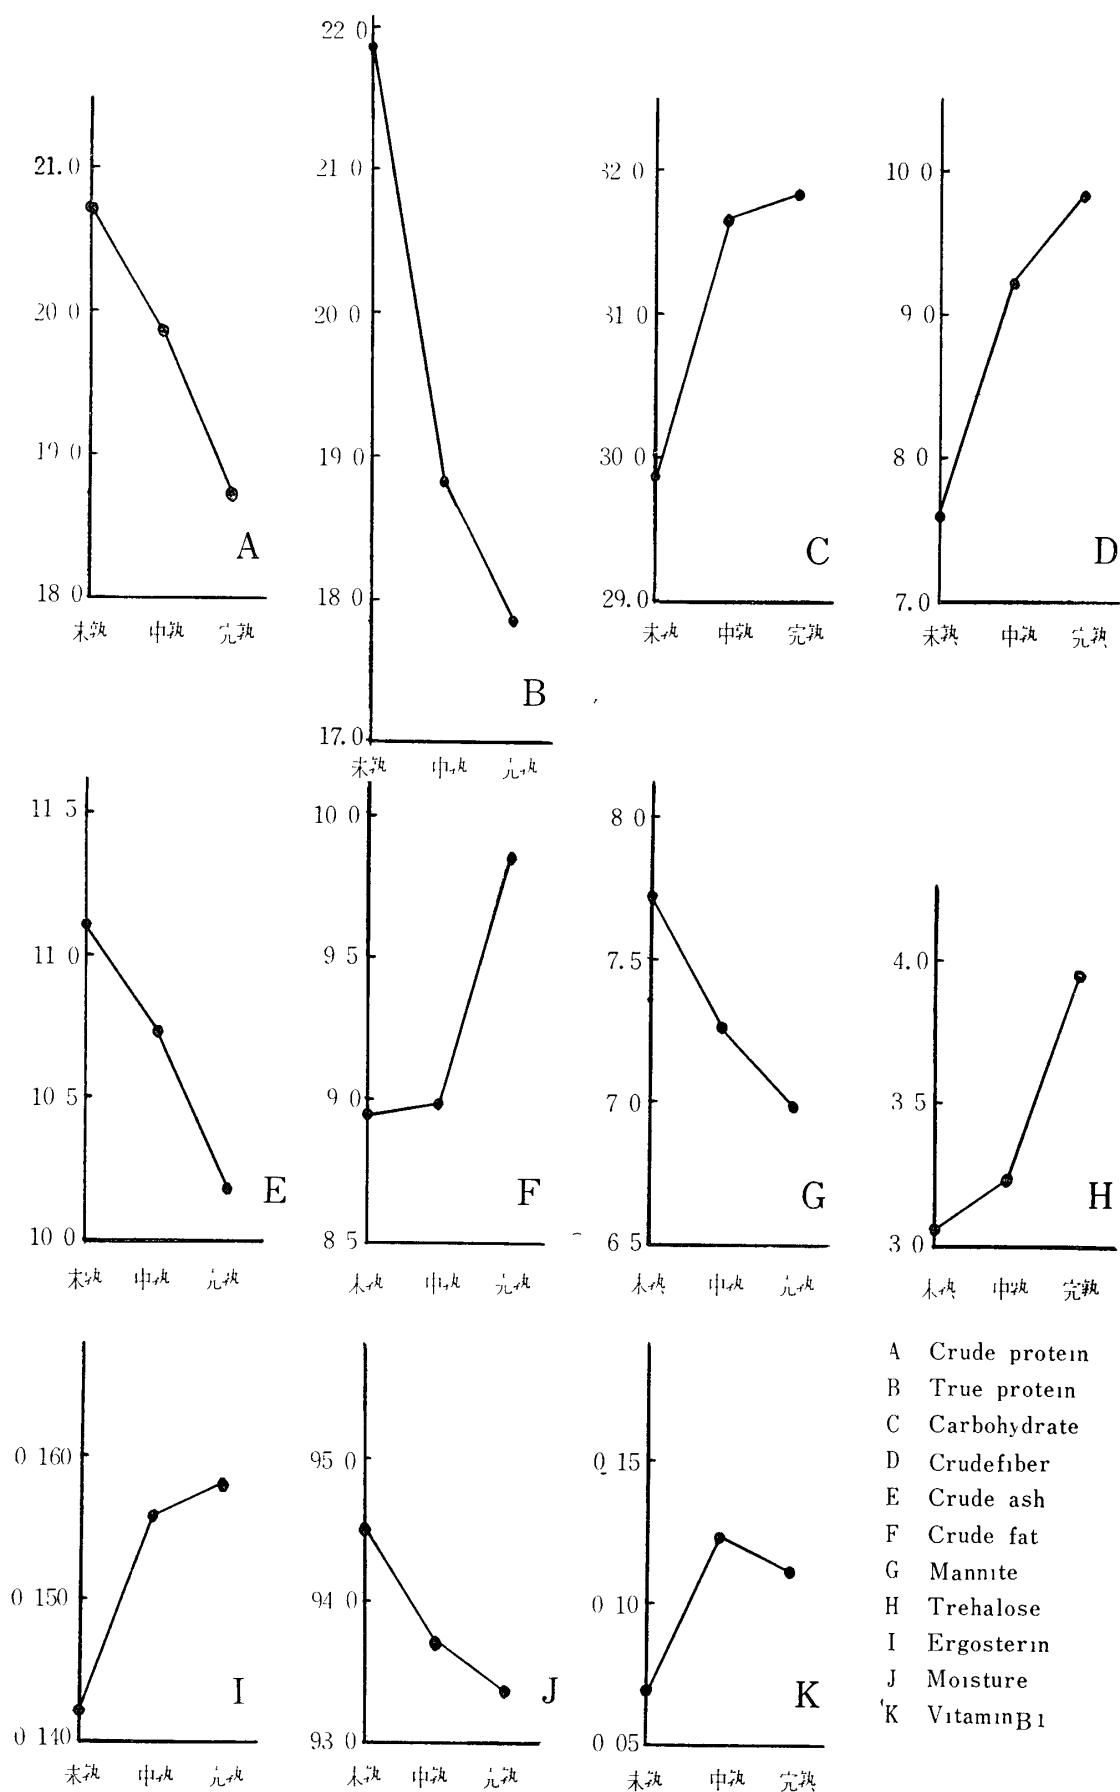 21.0
20 0
19 0
18 0
未熟 中熟 完熟
A
22 0
21 0
20 0
19 0
18 0
17.0
未熟 中熟 完熟
B
32 0
31 0
30 0
29.0
未熟 中熟 完熟
C
10 0
9 0
8 0
7.0
未熟 中熟 完熟
D
11 5
11 0
10 5
10 0
未熟 中熟 完熟
E
10 0
9 5
9 0
8 5
未熟 中熟 完熟
F
8 0
7.5
7 0
6 5
未熟 中熟 完熟
G
4.0
3 5
3 0
未熟 中熟 完熟
H
0 160
0 150
0 140
未熟 中熟 完熟
I
95 0
94 0
93 0
未熟 中熟 完熟
J
0 15
0 10
0 05
未熟 中熟 完熟
K
A Crude protein
B True protein
C Carbohydrate
D Crudefiber
E Crude ash
F Crude fat
G Mannite
H Trehalose
I Ergosterin
J Moisture
K VitaminB1